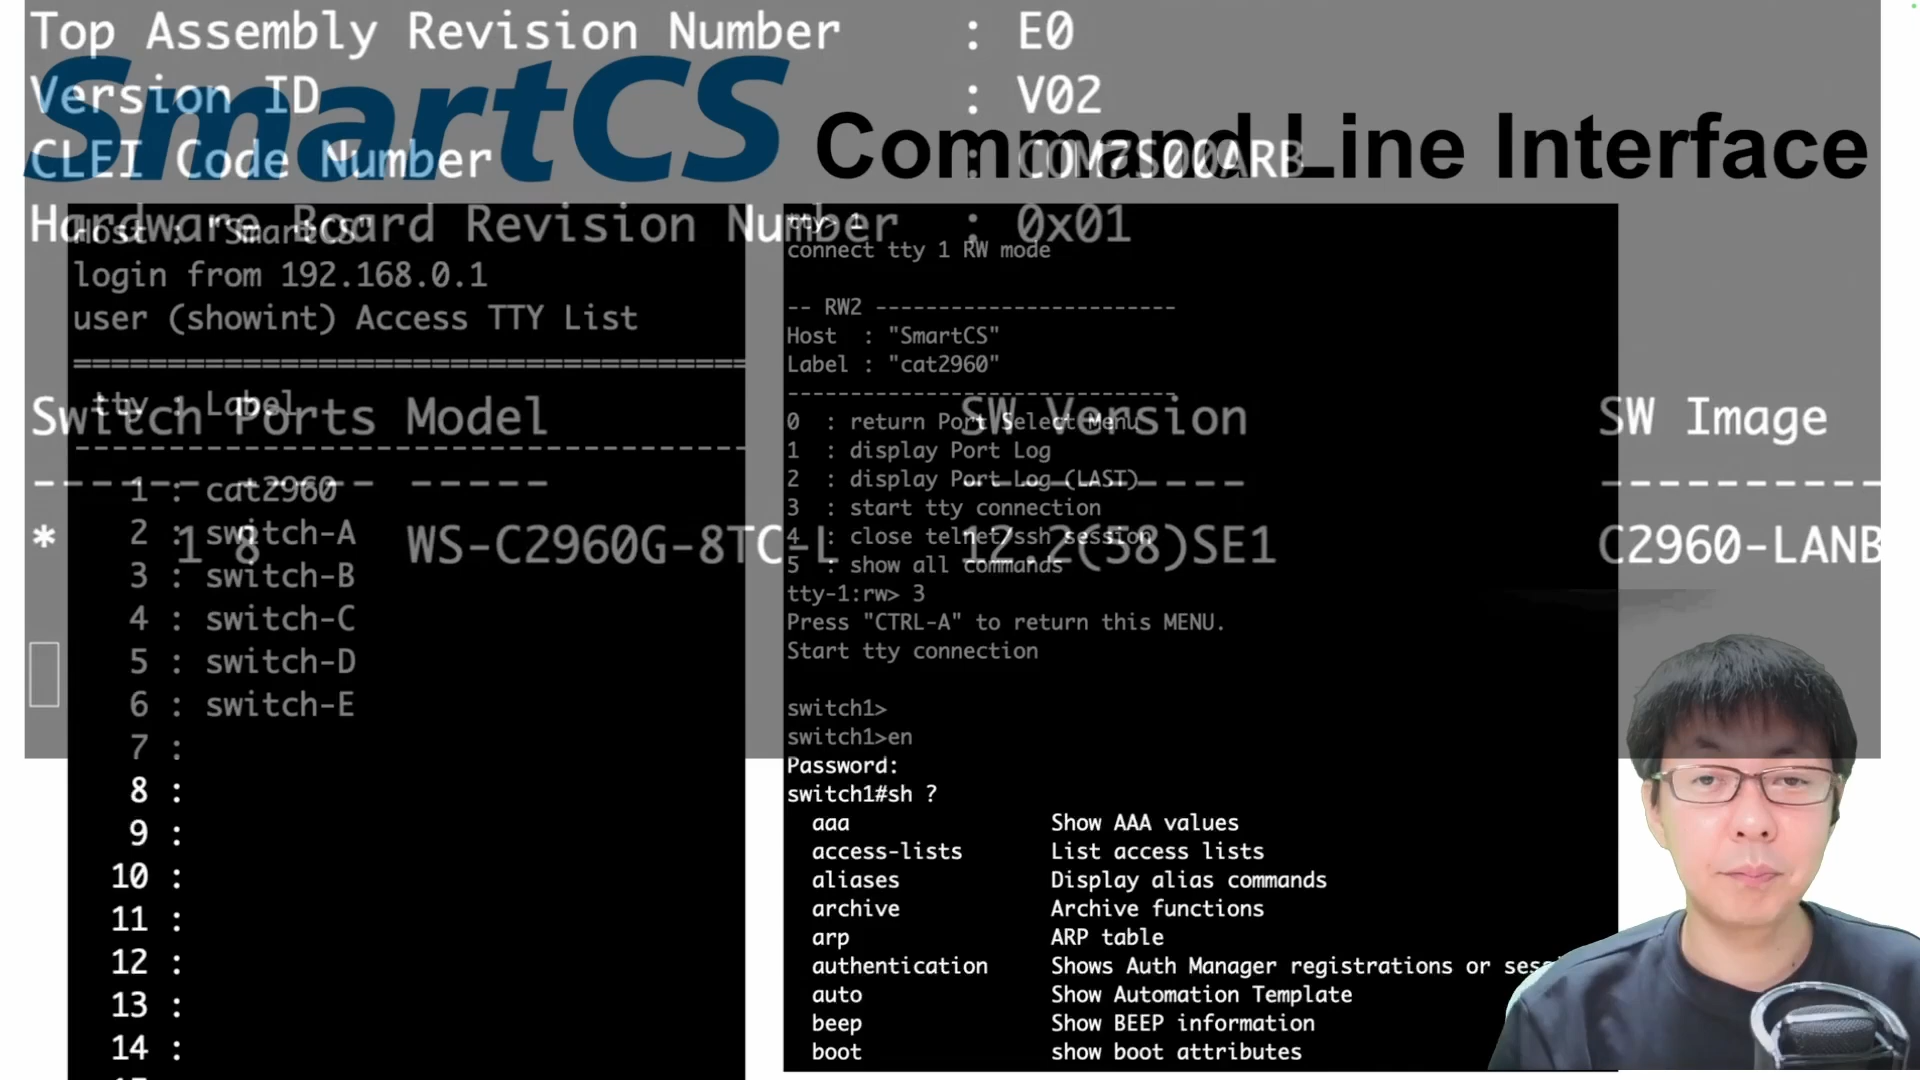 Top Assembly Revision Number : E0
Version ID : V02
CLEI Code Number : COM7S00ARB
Hardware Board Revision Number : 0x01
Switch Ports Model SW Version SW Image
------ ----- ----- ---------- ----------
* 1 8 WS-C2960G-8TC-L 12.2(58)SE1 C2960-LANB
SmartCS Command Line Interface
Host : "SmartCS"
login from 192.168.0.1
user (showint) Access TTY List
====================================
tty : Label
------------------------------------
1 : cat2960
2 : switch-A
3 : switch-B
4 : switch-C
5 : switch-D
6 : switch-E
7 :
8 :
9 :
10 :
11 :
12 :
13 :
14 :
tty> 1
connect tty 1 RW mode
-- RW2 ------------------------
Host : "SmartCS"
Label : "cat2960"
-------------------------------
0 : return Port Select Menu
1 : display Port Log
2 : display Port Log (LAST)
3 : start tty connection
4 : close telnet/ssh session
5 : show all commands
tty-1:rw> 3
Press "CTRL-A" to return this MENU.
Start tty connection
switch1>
switch1>en
Password:
switch1#sh ?
aaa Show AAA values
access-lists List access lists
aliases Display alias commands
archive Archive functions
arp ARP table
authentication Shows Auth Manager registrations or
auto Show Automation Template
beep Show BEEP information
boot show boot attributes